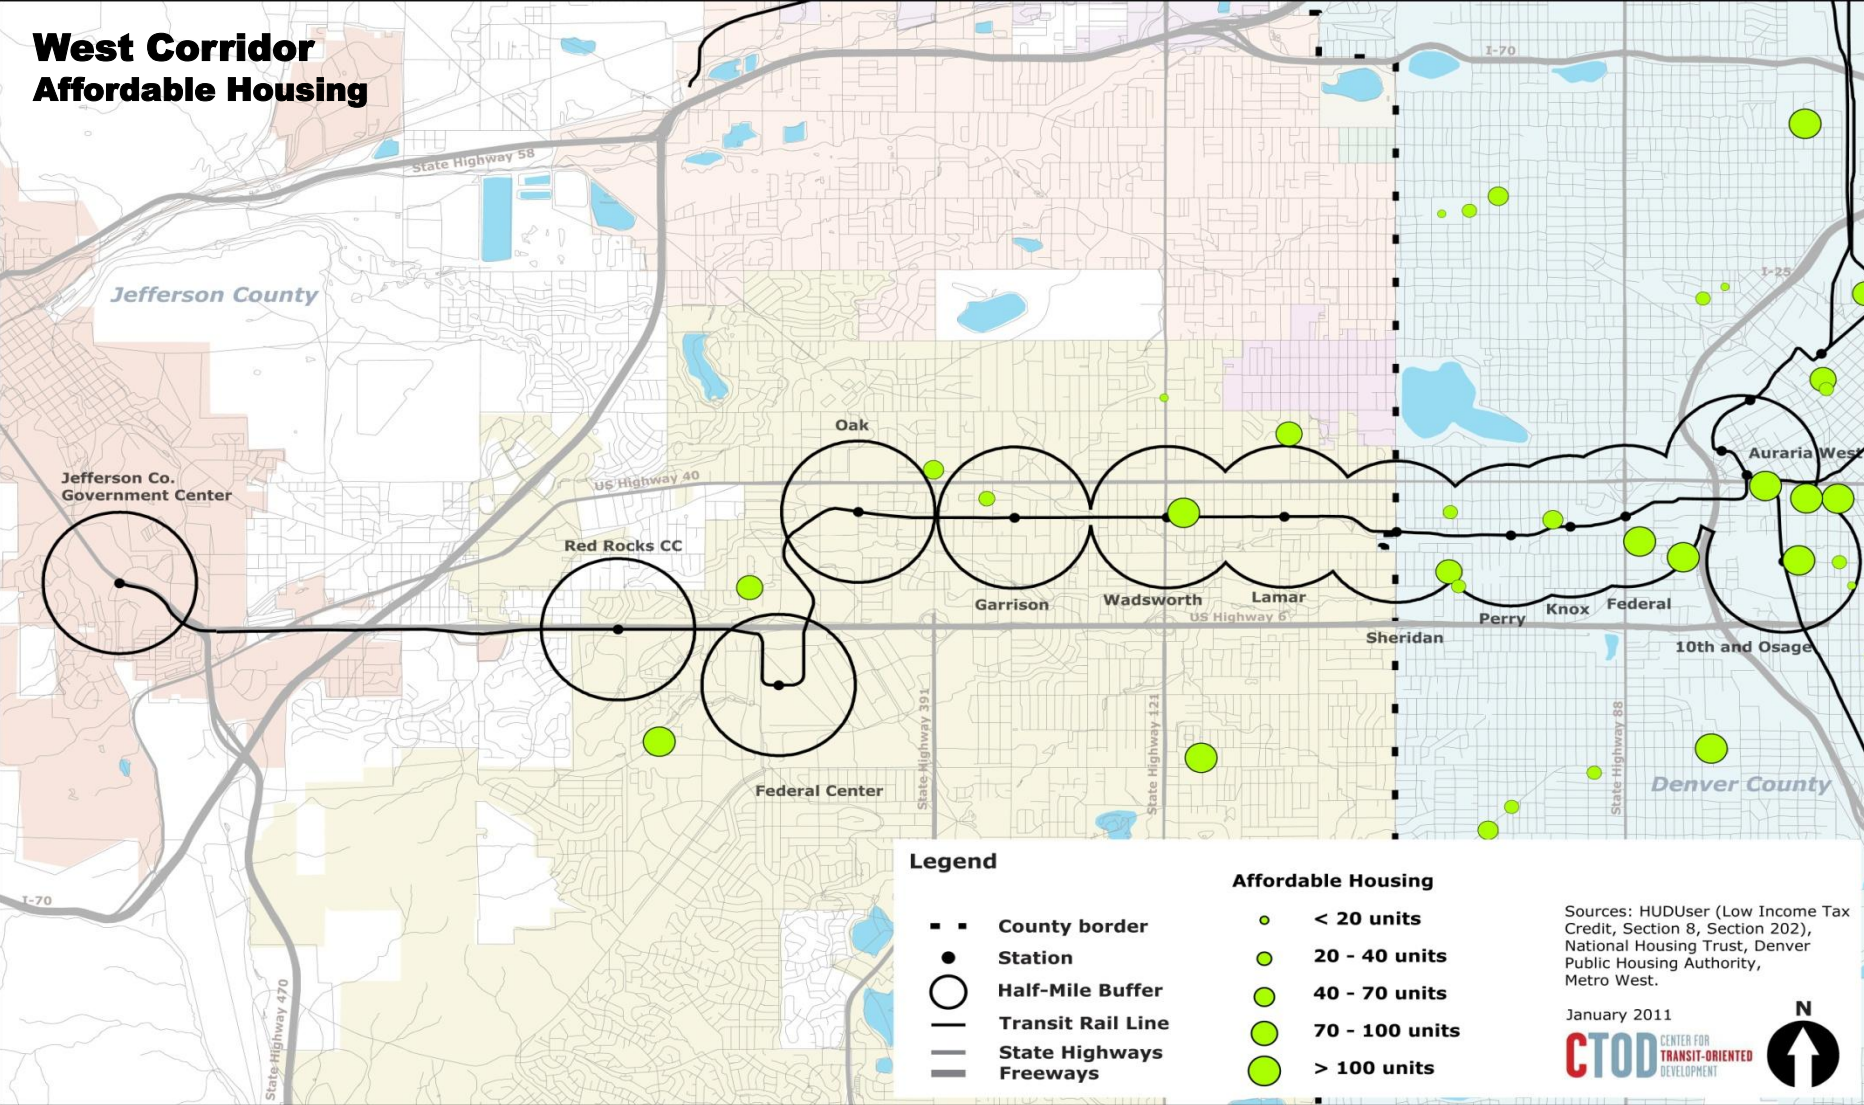 West Corridor
Affordable Housing
I-70
State Highway 58
Jefferson County
I-25
Oak
Auraria West
Jefferson Co.
Government Center
US Highway 40
Red Rocks CC
Garrison
Wadsworth
Lamar
US Highway 6
Sheridan
Perry
Knox
Federal
10th and Osage
State Highway 391
State Highway 121
State Highway 88
Federal Center
Denver County
I-70
State Highway 470
Legend
County border
Station
Half-Mile Buffer
Transit Rail Line
State Highways
Freeways
Affordable Housing
< 20 units
20 - 40 units
40 - 70 units
70 - 100 units
> 100 units
Sources: HUDUser (Low Income Tax
Credit, Section 8, Section 202),
National Housing Trust, Denver
Public Housing Authority,
Metro West.
January 2011
CTOD
CENTER FOR
TRANSIT-ORIENTED
DEVELOPMENT
N